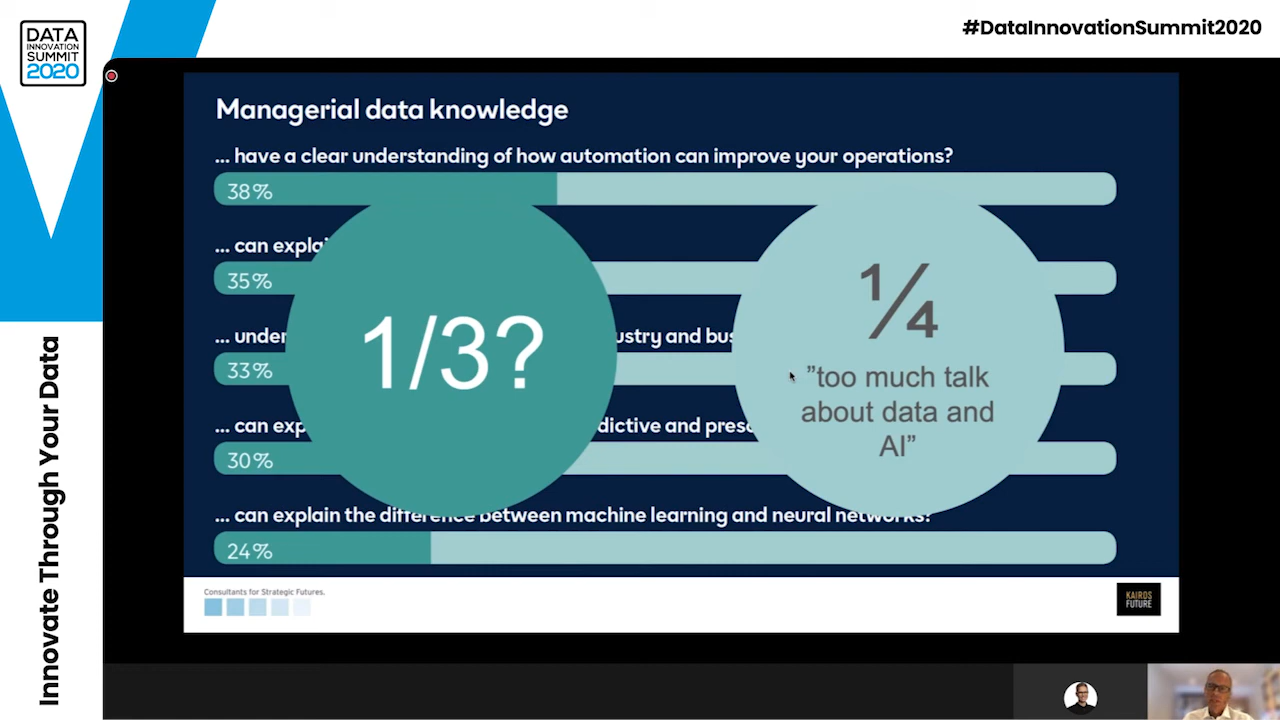 DATA
INNOVATION
SUMMIT
2020
#DataInnovationSummit2020
Innovate Through Your Data
Managerial data knowledge
... have a clear understanding of how automation can improve your operations?
38%
... can explai
35%
... under
ustry and bus
33%
... can exp
dictive and presc
30%
... can explain the difference between machine learning and neural networks?
24%
1/3?
¼
”too much talk
about data and
AI”
Consultants for Strategic Futures.
KAIROS
FUTURE